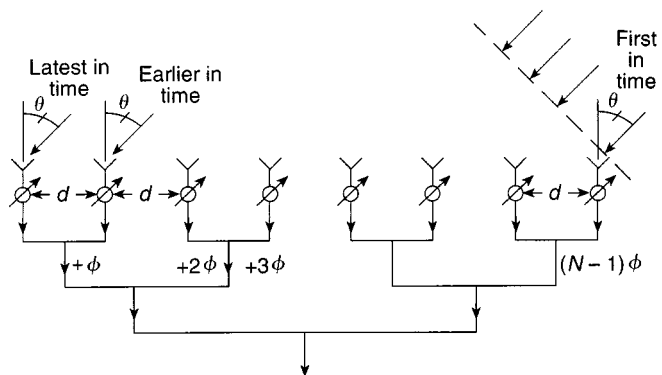 Latest in
time
θ
Earlier in
time
θ
First
in
time
θ
d
d
d
+ϕ
+2ϕ
+3ϕ
(N − 1) ϕ